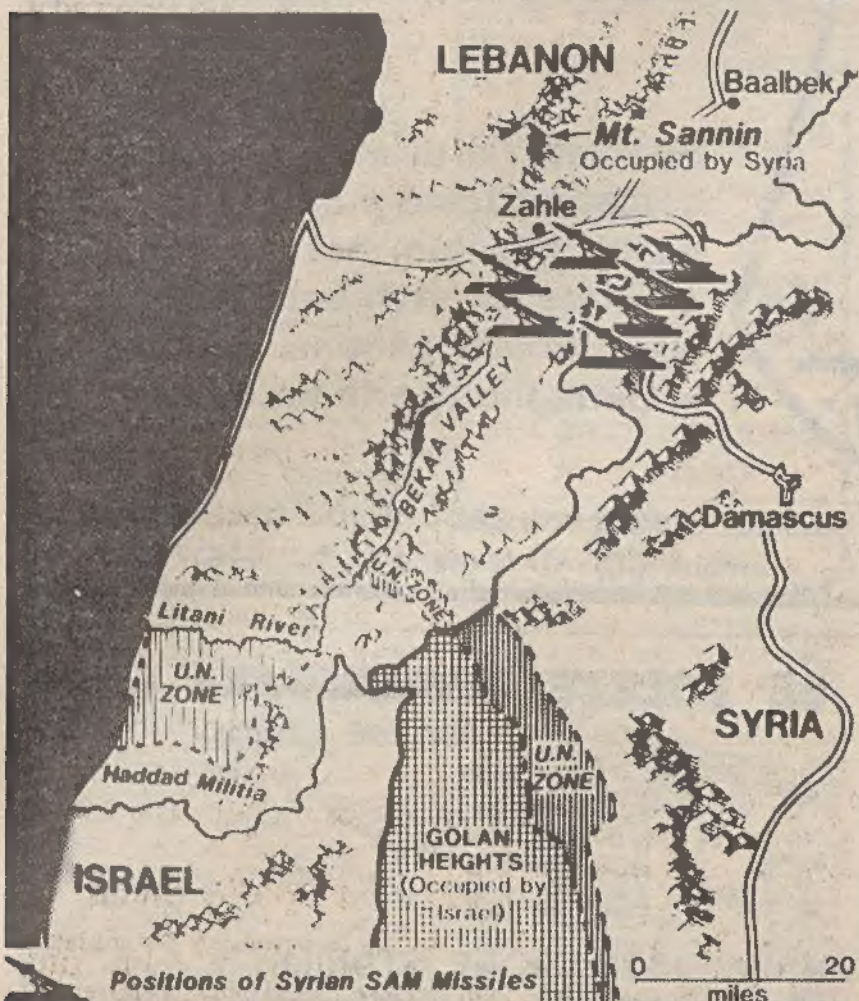 LEBANON
Baalbek
Mt. Sannin
Occupied by Syria
Zahle
BEKAA VALLEY
Damascus
U.N. ZONE
Litani River
U.N.
ZONE
SYRIA
U.N.
ZONE
Haddad Militia
GOLAN
HEIGHTS
(Occupied by
Israel)
ISRAEL
Positions of Syrian SAM Missiles
0 20
miles